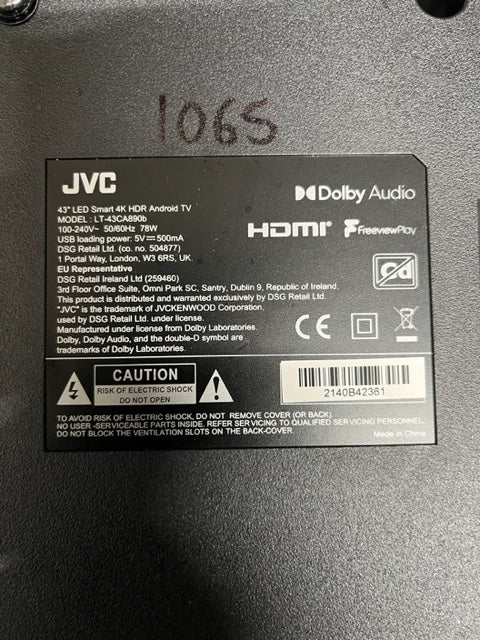 1065
JVC
Dolby Audio
43" LED Smart 4K HDR Android TV
Model: LT-43CA890b
100-240V~ 50/60Hz 78W
USB loading power: 5V⎓500mA
DSG Retail Ltd. (co. no. 504877)
1 Portal Way, London, W3 6RS, UK.
HDMI FreeviewPlay
EU Representative
DSG Retail Ireland Ltd (259460)
3rd Floor Office Suite, Omni Park SC, Santry, Dublin 9, Republic of Ireland.
This product is distributed and warranted exclusively by DSG Retail Ltd.
"JVC" is the trademark of JVCKENWOOD Corporation,
used by DSG Retail Ltd. under license.
Manufactured under license from Dolby Laboratories.
Dolby, Dolby Audio, and the double-D symbol are
trademarks of Dolby Laboratories.
Cd
CE
CAUTION
RISK OF ELECTRIC SHOCK
DO NOT OPEN
2140B42361
TO AVOID RISK OF ELECTRIC SHOCK, DO NOT REMOVE COVER (OR BACK).
NO USER -SERVICEABLE PARTS INSIDE. REFER SERVICING TO QUALIFIED SERVICING PERSONNEL.
DO NOT BLOCK THE VENTILATION SLOTS ON THE BACK-COVER.
Made in China